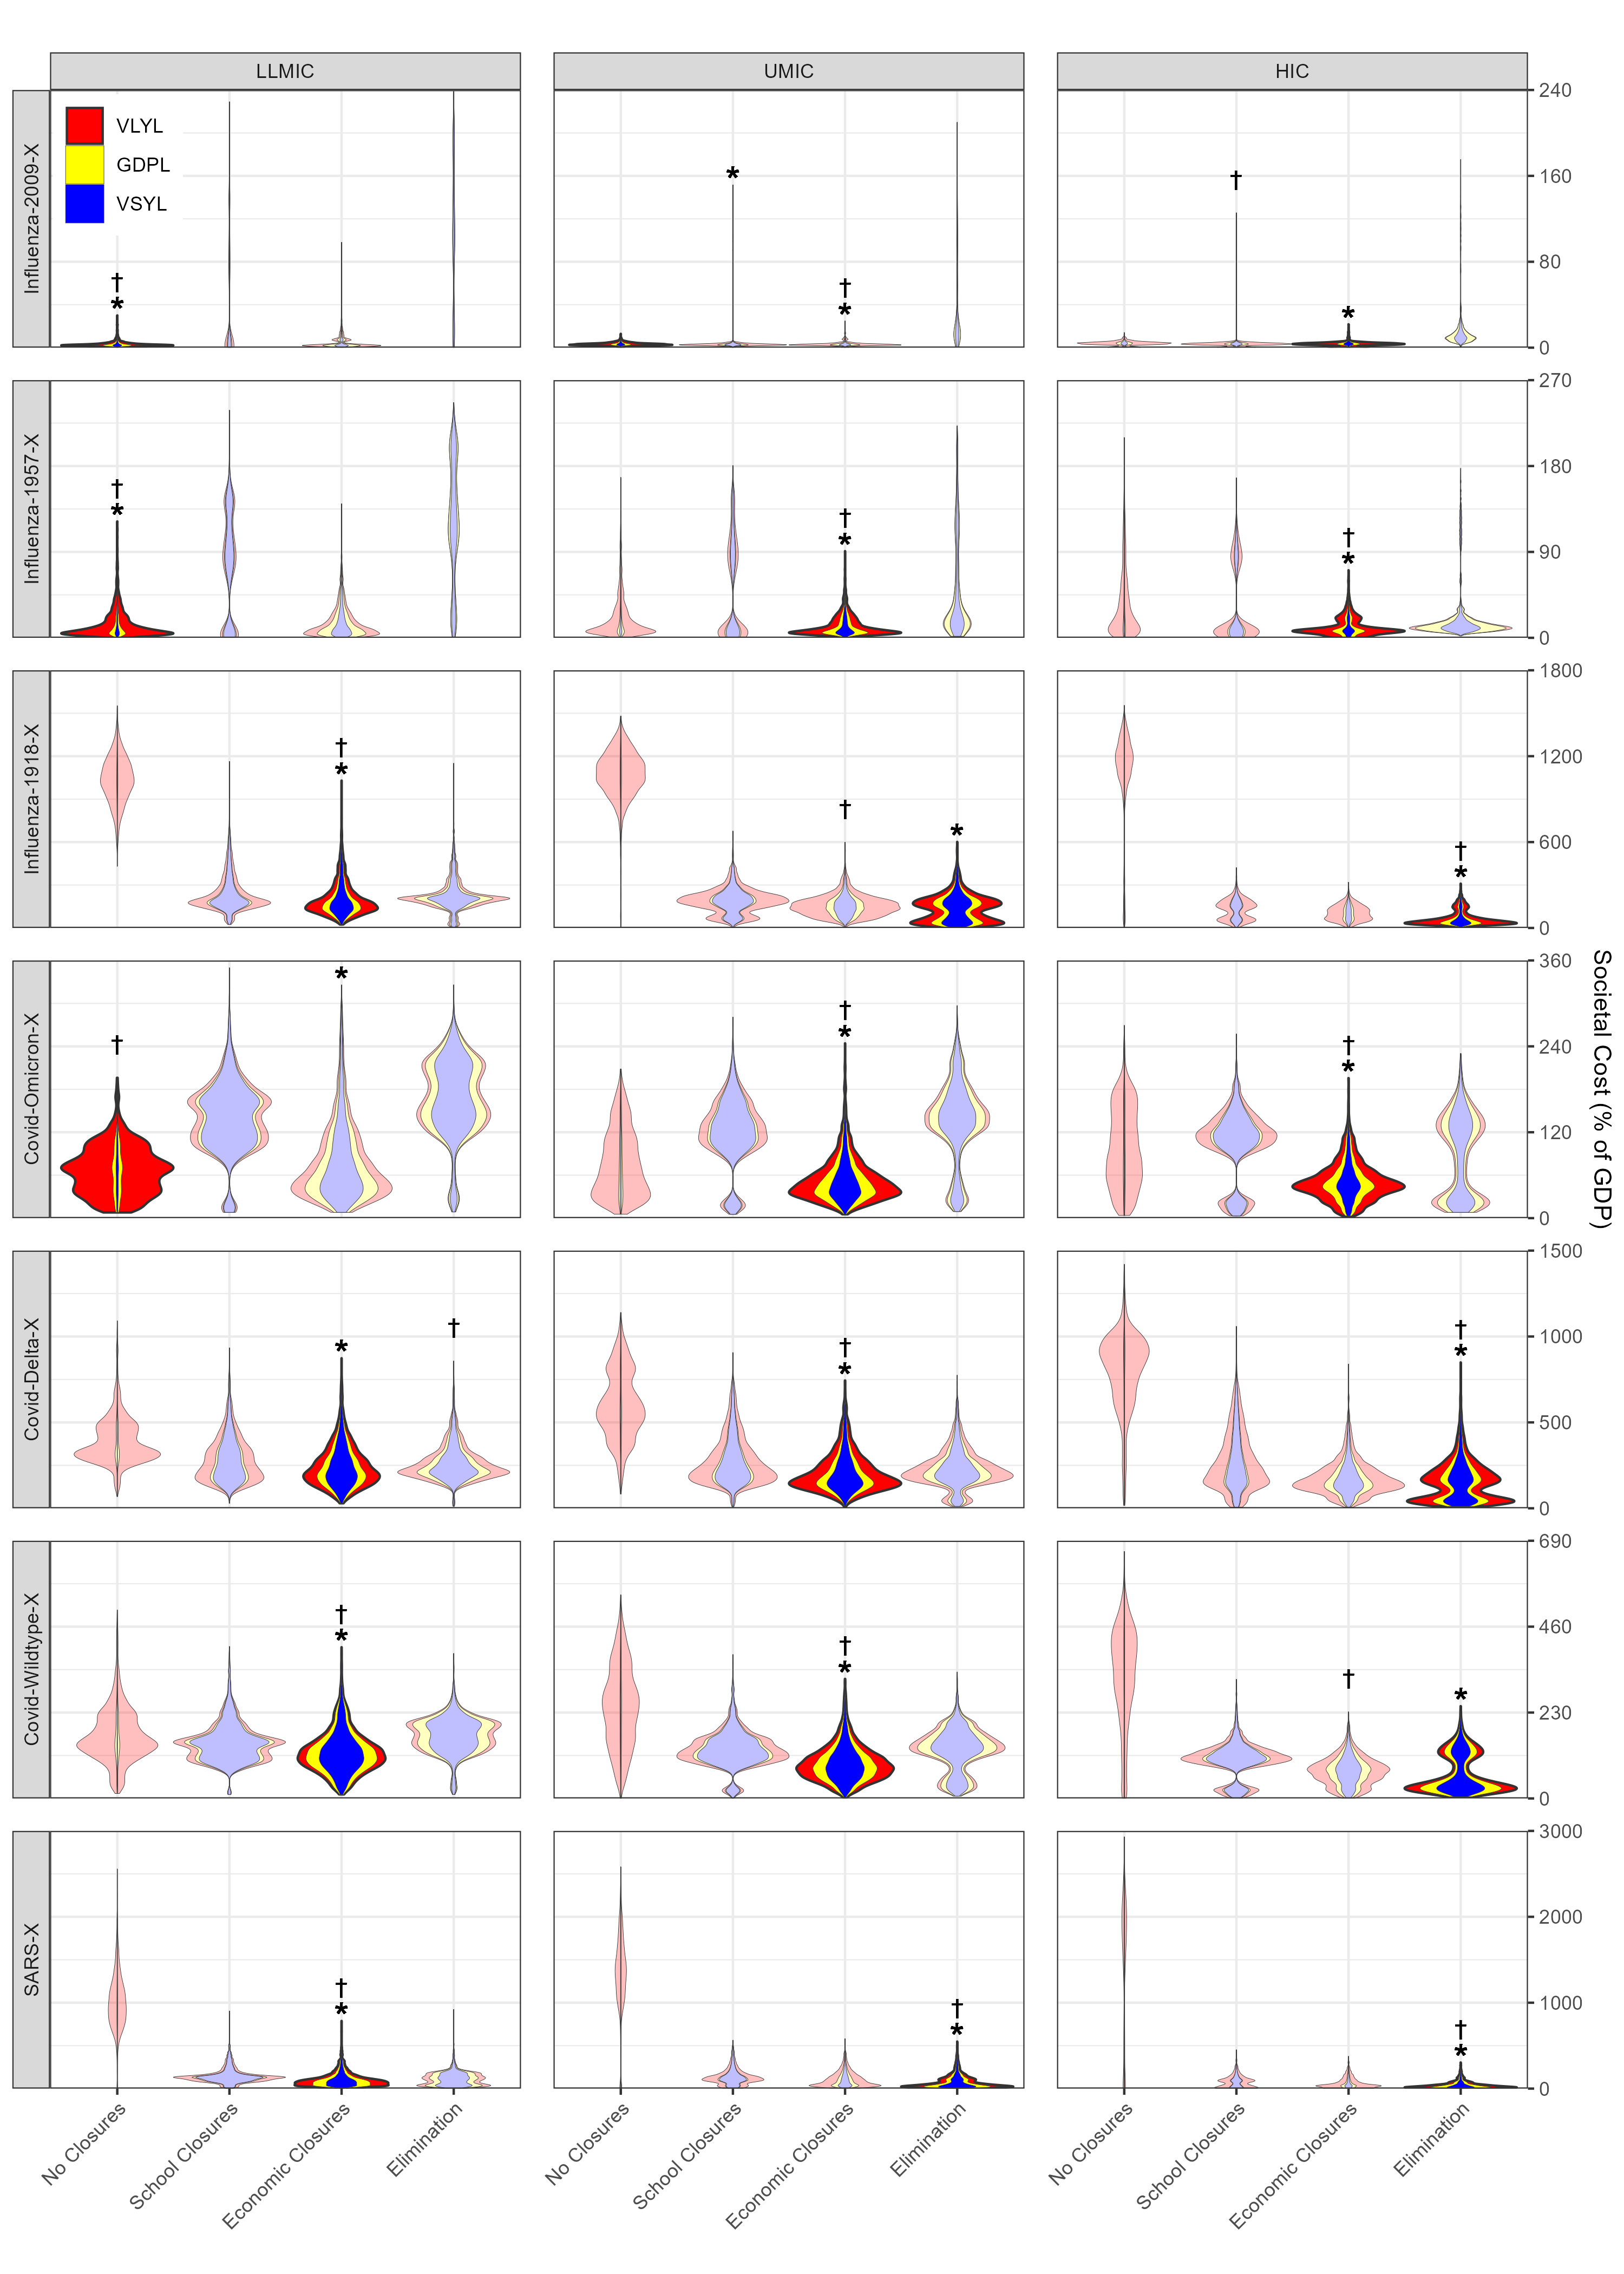 LLMIC
UMIC
HIC
Influenza-2009-X
VLYL
GDPL
VSYL
†
*
*
†
*
†
*
240
160
80
0
Influenza-1957-X
†
*
†
*
†
*
270
180
90
0
Influenza-1918-X
†
*
†
*
†
*
1800
1200
600
0
Covid-Omicron-X
†
*
†
*
†
*
360
240
120
0
Societal Cost (% of GDP)
Covid-Delta-X
*
†
†
*
†
*
1500
1000
500
0
Covid-Wildtype-X
†
*
†
*
†
*
690
460
230
0
SARS-X
†
*
†
*
†
*
3000
2000
1000
0
No Closures
School Closures
Economic Closures
Elimination
No Closures
School Closures
Economic Closures
Elimination
No Closures
School Closures
Economic Closures
Elimination